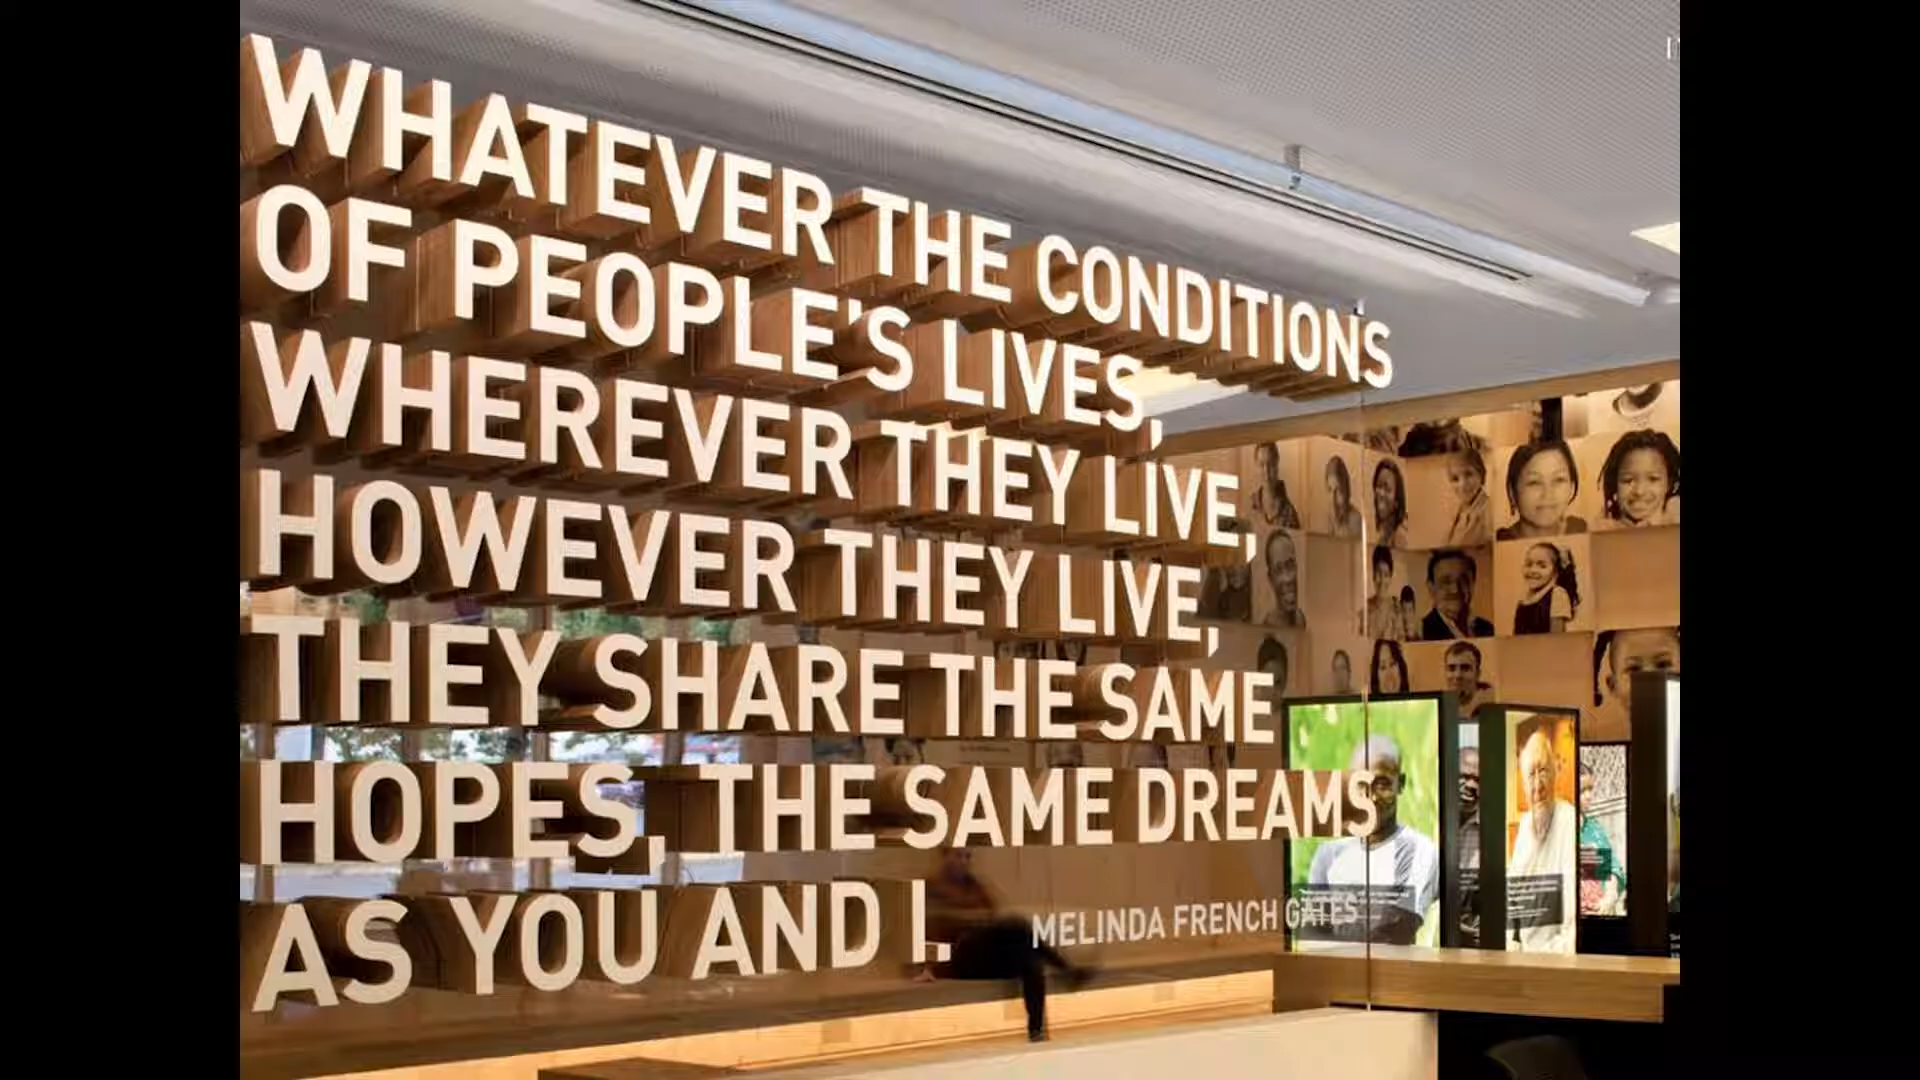 WHATEVER THE CONDITIONS
OF PEOPLE'S LIVES,
WHEREVER THEY LIVE,
HOWEVER THEY LIVE,
THEY SHARE THE SAME
HOPES, THE SAME DREAMS
AS YOU AND I.
MELINDA FRENCH GATES